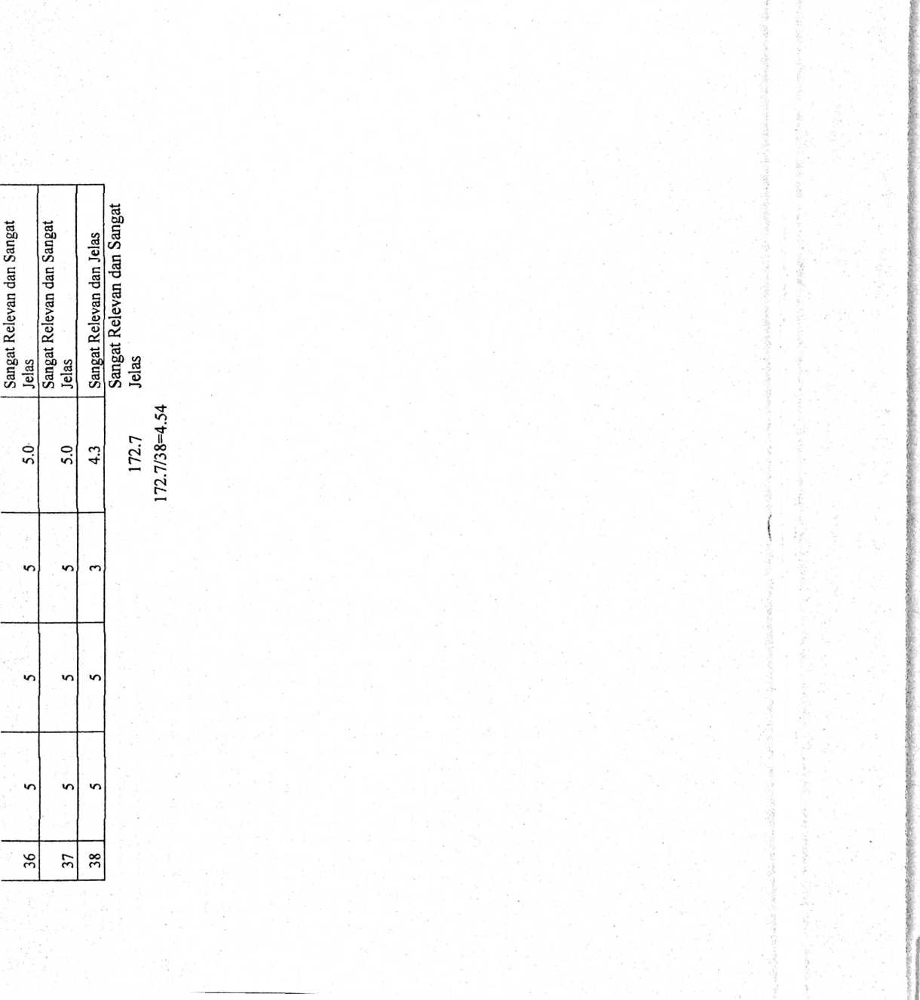 36 5 5 5 5.0 Sangat Relevan dan Sangat
Jelas
37 5 5 5 5.0 Sangat Relevan dan Sangat
Jelas
38 5 5 3 4.3 Sangat Relevan dan Jelas
Sangat Relevan dan Sangat
172.7 Jelas
172.7/38=4.54